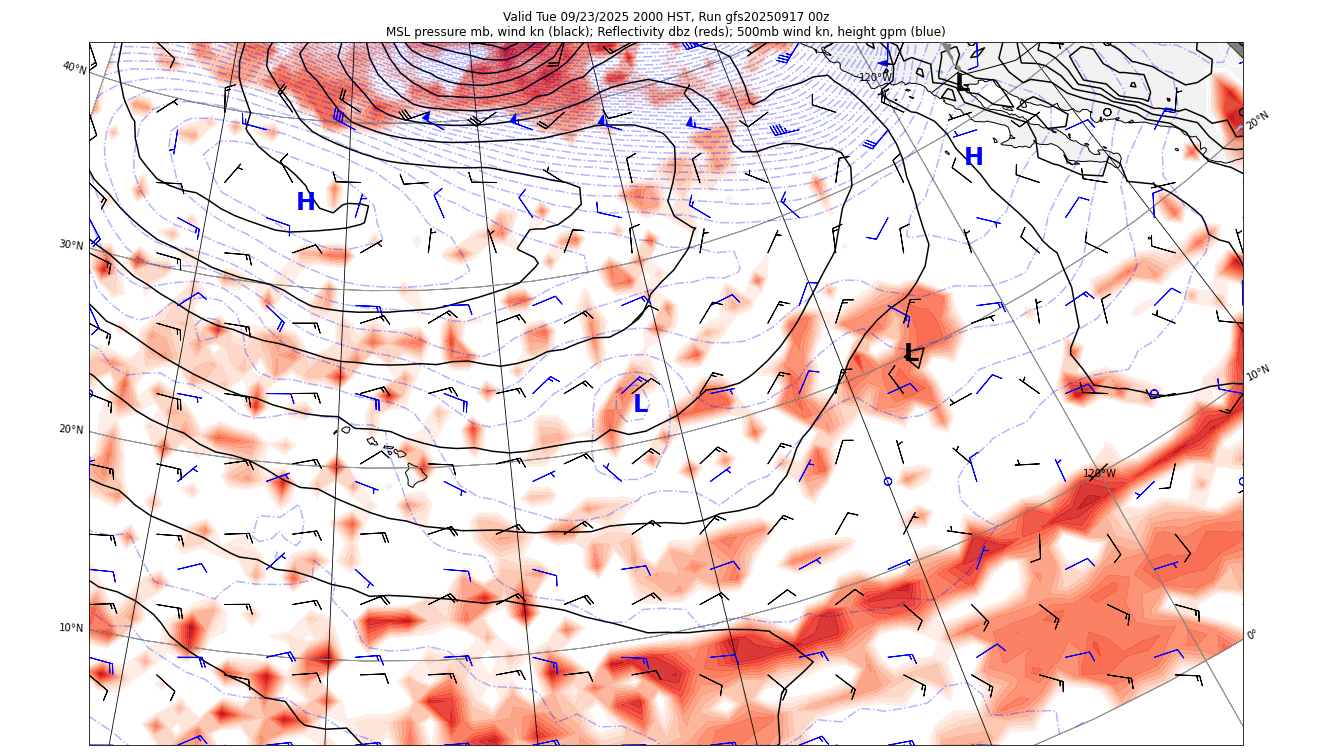 Valid Tue 09/23/2025 2000 HST, Run gfs20250917 00z
MSL pressure mb, wind kn (black); Reflectivity dbz (reds); 500mb wind kn, height gpm (blue)
40°N
120°W
L
20°N
H
H
30°N
L
10°N
L
20°N
120°W
10°N
0°